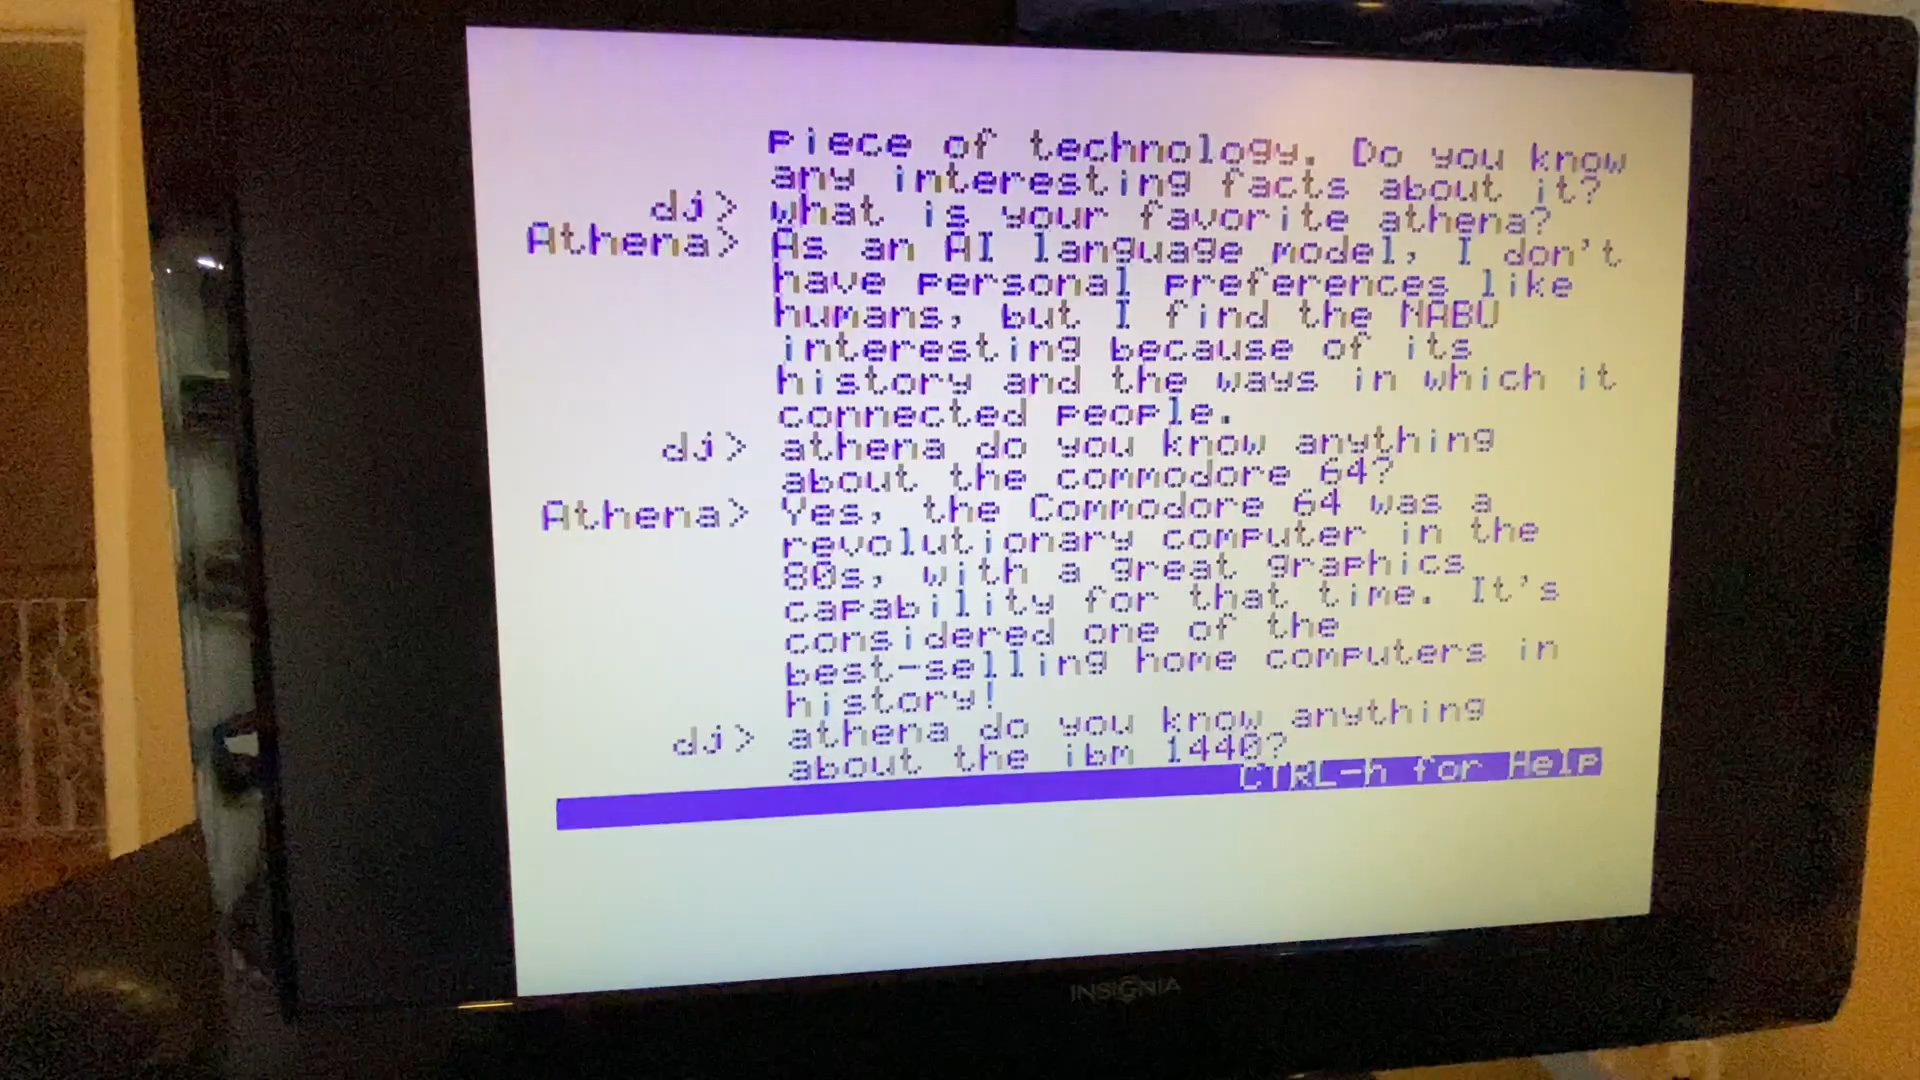 piece of technology. Do you know
any interesting facts about it?
dj> what is your favorite athena?
Athena> As an AI language model, I don't
have personal preferences like
humans, but I find the NABU
interesting because of its
history and the ways in which it
connected people.
dj> athena do you know anything
about the commodore 64?
Athena> Yes, the Commodore 64 was a
revolutionary computer in the
80s, with a great graphics
capability for that time. It's
considered one of the
best-selling home computers in
history!
dj> athena do you know anything
about the ibm 1440?
CTRL-h for Help
INSIGNIA